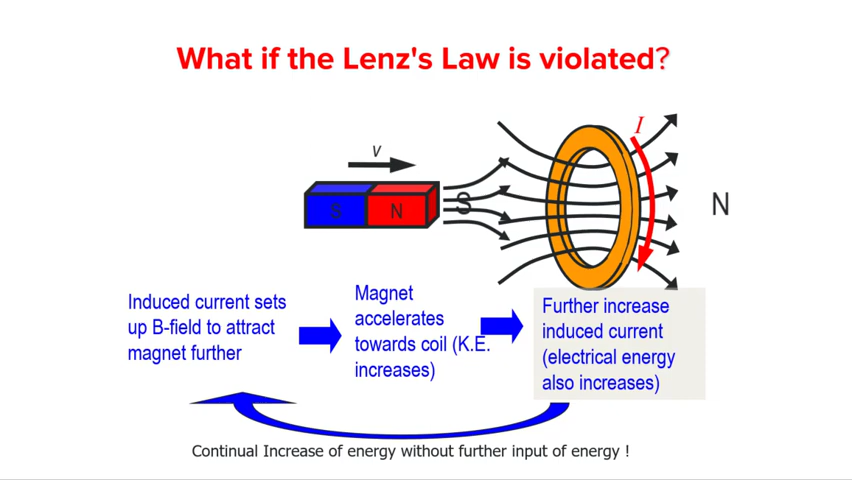 What if the Lenz's Law is violated?
I
v
S
N
S
N
Induced current sets
up B-field to attract
magnet further
Magnet
accelerates
towards coil (K.E.
increases)
Further increase
induced current
(electrical energy
also increases)
Continual Increase of energy without further input of energy !